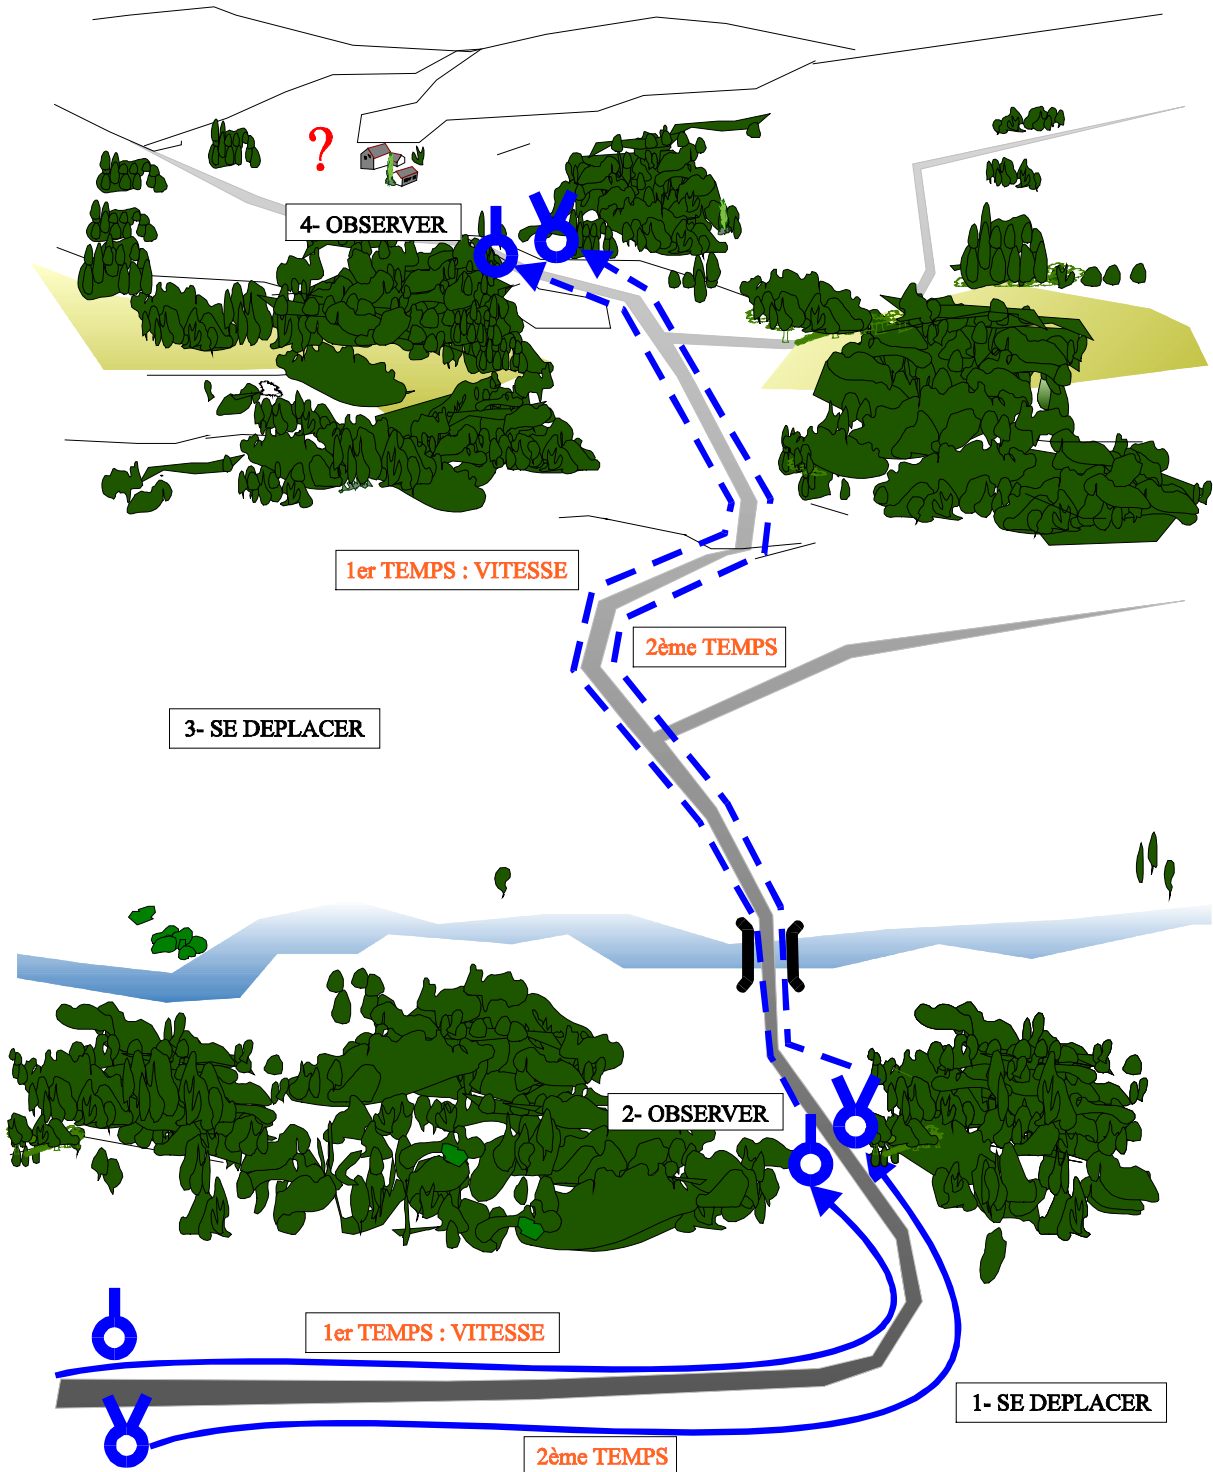 ?
4- OBSERVER
1er TEMPS : VITESSE
2ème TEMPS
3- SE DEPLACER
2- OBSERVER
1er TEMPS : VITESSE
1- SE DEPLACER
2ème TEMPS